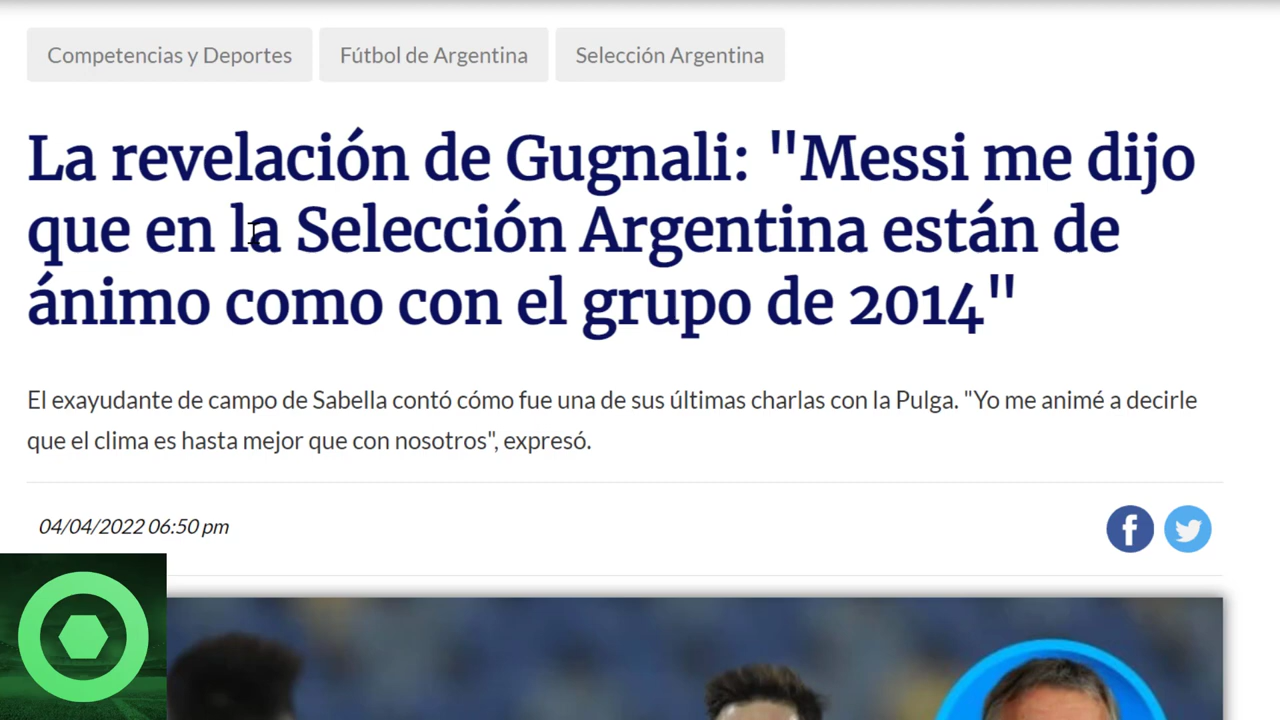 Competencias y Deportes
Fútbol de Argentina
Selección Argentina
La revelación de Gugnali: "Messi me dijo
que en la Selección Argentina están de
ánimo como con el grupo de 2014"
El exayudante de campo de Sabella contó cómo fue una de sus últimas charlas con la Pulga. "Yo me animé a decirle
que el clima es hasta mejor que con nosotros", expresó.
04/04/2022 06:50 pm